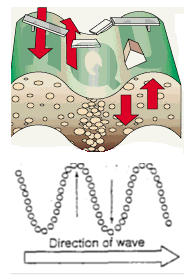 Direction of wave